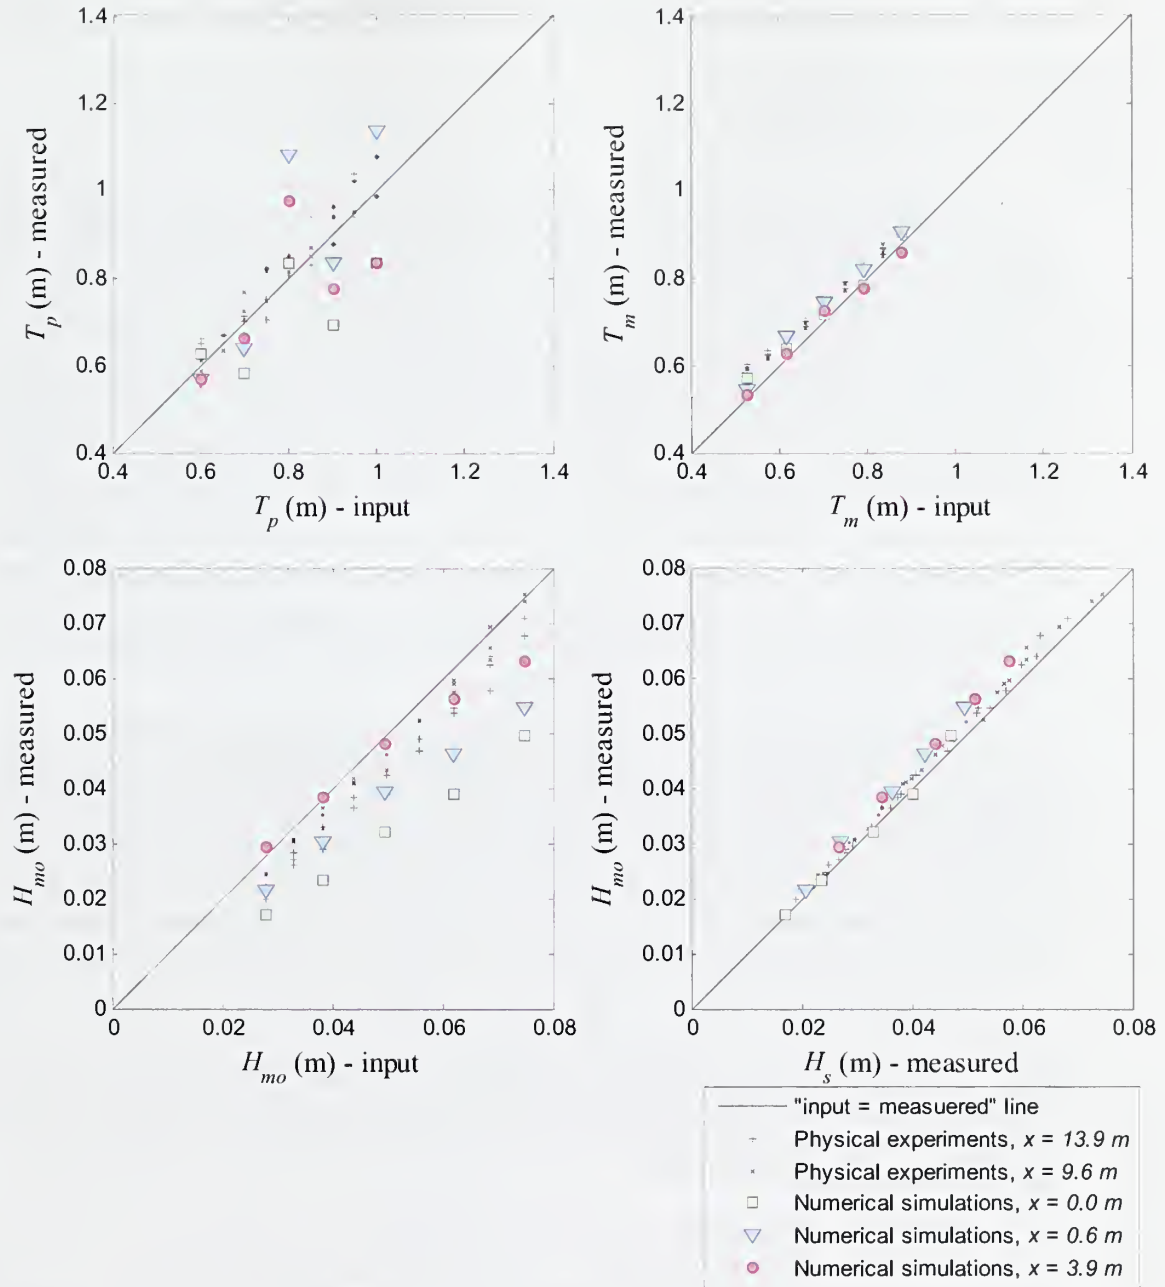 1.4
1.2
1
0.8
0.6
0.4
T_p (m) - measured
0.4 0.6 0.8 1 1.2 1.4
T_p (m) - input
1.4
1.2
1
0.8
0.6
0.4
T_m (m) - measured
0.4 0.6 0.8 1 1.2 1.4
T_m (m) - input
0.08
0.07
0.06
0.05
0.04
0.03
0.02
0.01
0
H_mo (m) - measured
0 0.02 0.04 0.06 0.08
H_mo (m) - input
0.08
0.07
0.06
0.05
0.04
0.03
0.02
0.01
0
H_mo (m) - measured
0 0.02 0.04 0.06 0.08
H_s (m) - measured
"input = measuered" line
Physical experiments, x = 13.9 m
Physical experiments, x = 9.6 m
Numerical simulations, x = 0.0 m
Numerical simulations, x = 0.6 m
Numerical simulations, x = 3.9 m